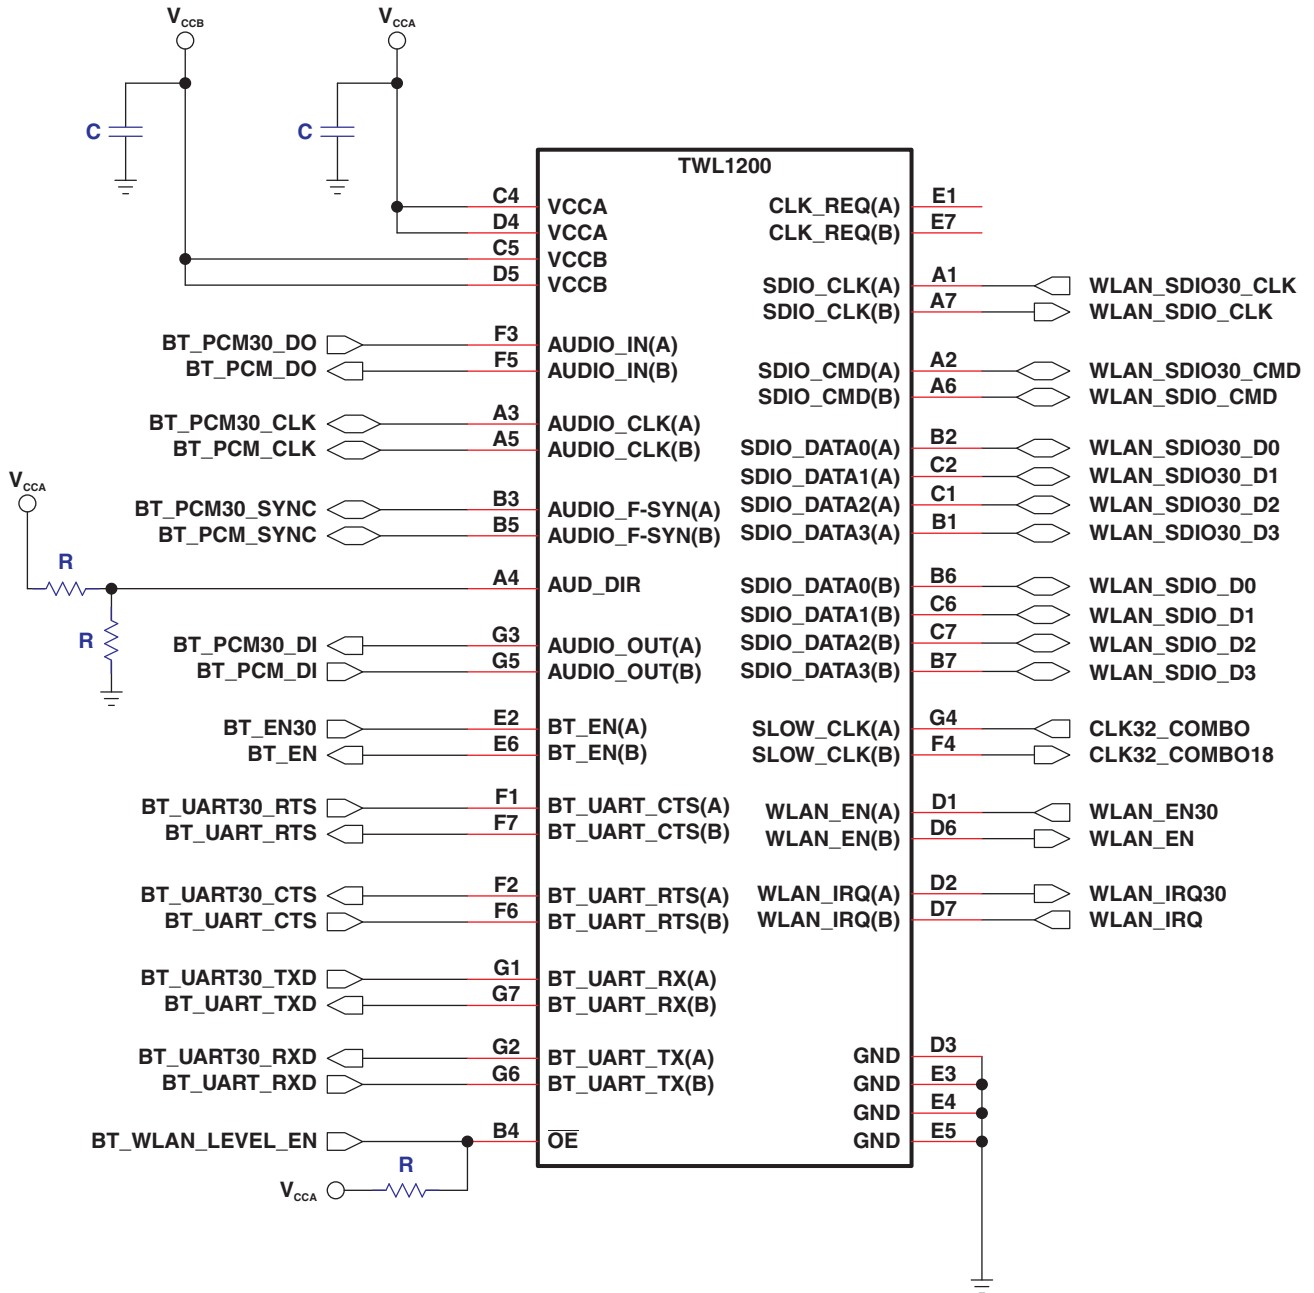 VCCB
VCCA
C
C
TWL1200
C4 VCCA
D4 VCCA
C5 VCCB
D5 VCCB
BT_PCM30_DO F3 AUDIO_IN(A)
BT_PCM_DO F5 AUDIO_IN(B)
BT_PCM30_CLK A3 AUDIO_CLK(A)
BT_PCM_CLK A5 AUDIO_CLK(B)
VCCA
BT_PCM30_SYNC B3 AUDIO_F-SYN(A)
BT_PCM_SYNC B5 AUDIO_F-SYN(B)
R
A4 AUD_DIR
R
BT_PCM30_DI G3 AUDIO_OUT(A)
BT_PCM_DI G5 AUDIO_OUT(B)
BT_EN30 E2 BT_EN(A)
BT_EN E6 BT_EN(B)
BT_UART30_RTS F1 BT_UART_CTS(A)
BT_UART_RTS F7 BT_UART_CTS(B)
BT_UART30_CTS F2 BT_UART_RTS(A)
BT_UART_CTS F6 BT_UART_RTS(B)
BT_UART30_TXD G1 BT_UART_RX(A)
BT_UART_TXD G7 BT_UART_RX(B)
BT_UART30_RXD G2 BT_UART_TX(A)
BT_UART_RXD G6 BT_UART_TX(B)
BT_WLAN_LEVEL_EN B4 OE
R
VCCA
CLK_REQ(A) E1
CLK_REQ(B) E7
SDIO_CLK(A) A1 WLAN_SDIO30_CLK
SDIO_CLK(B) A7 WLAN_SDIO_CLK
SDIO_CMD(A) A2 WLAN_SDIO30_CMD
SDIO_CMD(B) A6 WLAN_SDIO_CMD
SDIO_DATA0(A) B2 WLAN_SDIO30_D0
SDIO_DATA1(A) C2 WLAN_SDIO30_D1
SDIO_DATA2(A) C1 WLAN_SDIO30_D2
SDIO_DATA3(A) B1 WLAN_SDIO30_D3
SDIO_DATA0(B) B6 WLAN_SDIO_D0
SDIO_DATA1(B) C6 WLAN_SDIO_D1
SDIO_DATA2(B) C7 WLAN_SDIO_D2
SDIO_DATA3(B) B7 WLAN_SDIO_D3
SLOW_CLK(A) G4 CLK32_COMBO
SLOW_CLK(B) F4 CLK32_COMBO18
WLAN_EN(A) D1 WLAN_EN30
WLAN_EN(B) D6 WLAN_EN
WLAN_IRQ(A) D2 WLAN_IRQ30
WLAN_IRQ(B) D7 WLAN_IRQ
GND D3
GND E3
GND E4
GND E5